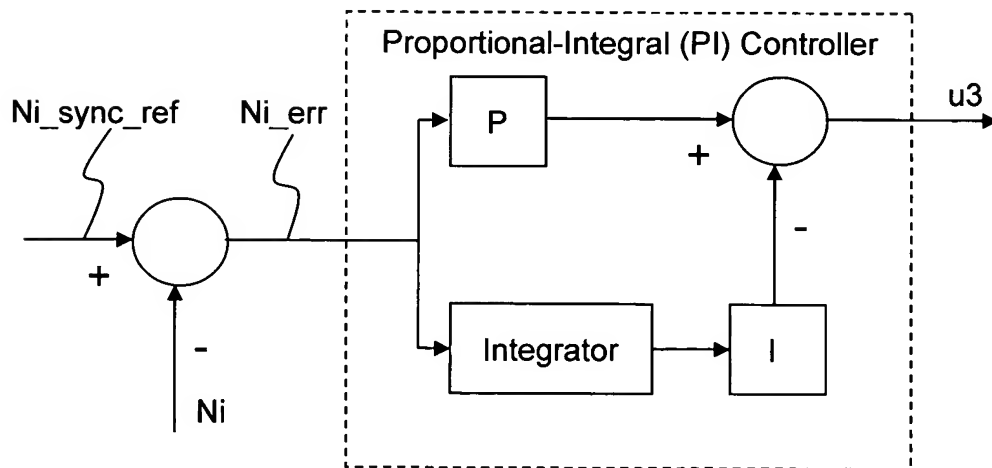 Proportional-Integral (PI) Controller
Ni_sync_ref
Ni_err
P
u3
+
+
-
-
Integrator
I
Ni